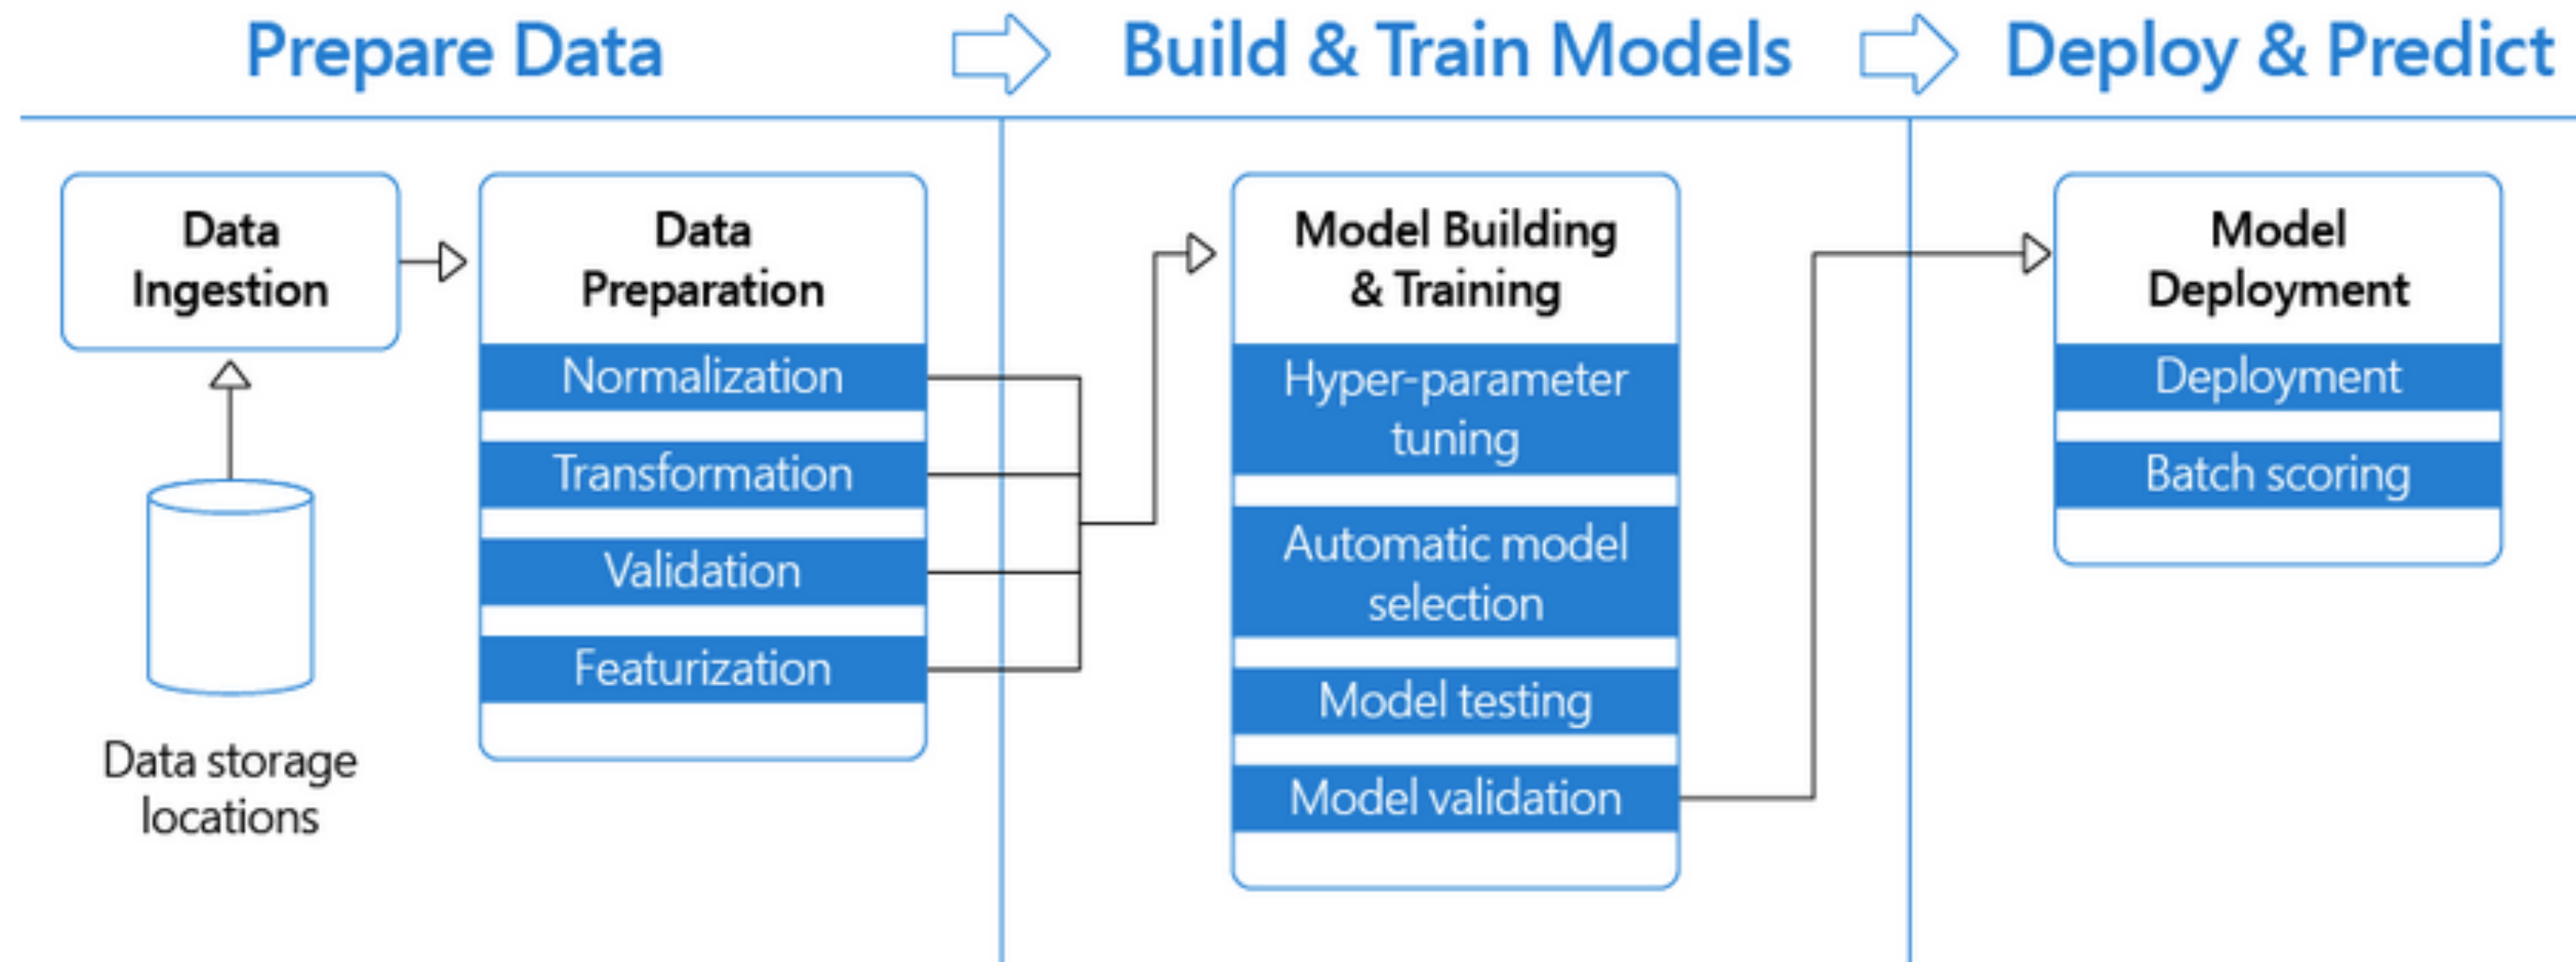 Prepare Data
Build & Train Models
Deploy & Predict
Data
Ingestion
Data storage
locations
Data
Preparation
Normalization
Transformation
Validation
Featurization
Model Building
& Training
Hyper-parameter
tuning
Automatic model
selection
Model testing
Model validation
Model
Deployment
Deployment
Batch scoring